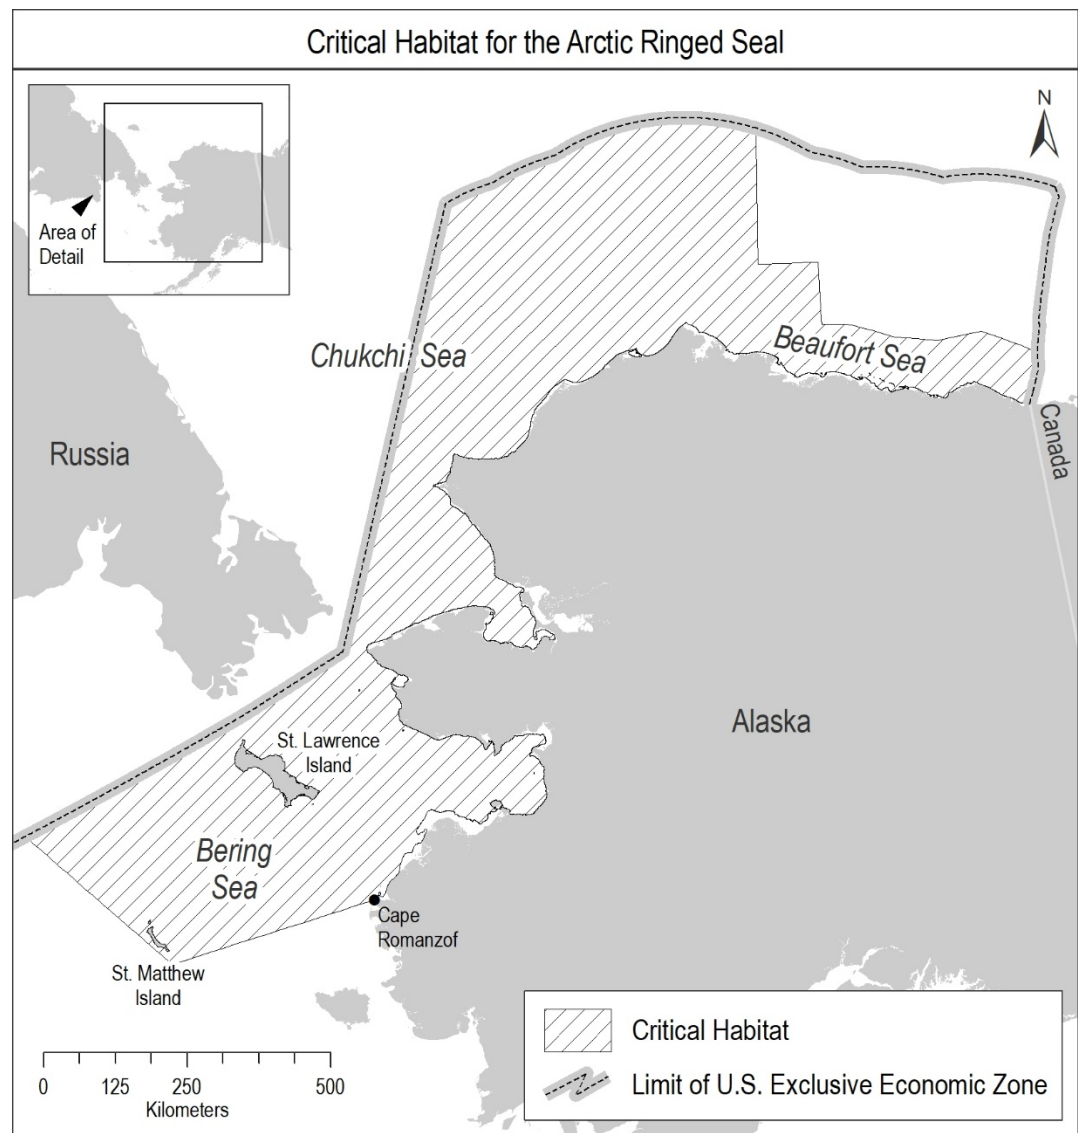 Critical Habitat for the Arctic Ringed Seal
N
Area of
Detail
Chukchi Sea
Beaufort Sea
Russia
Canada
Alaska
St. Lawrence
Island
Bering
Sea
Cape
Romanzof
St. Matthew
Island
0 125 250 500
Kilometers
Critical Habitat
Limit of U.S. Exclusive Economic Zone